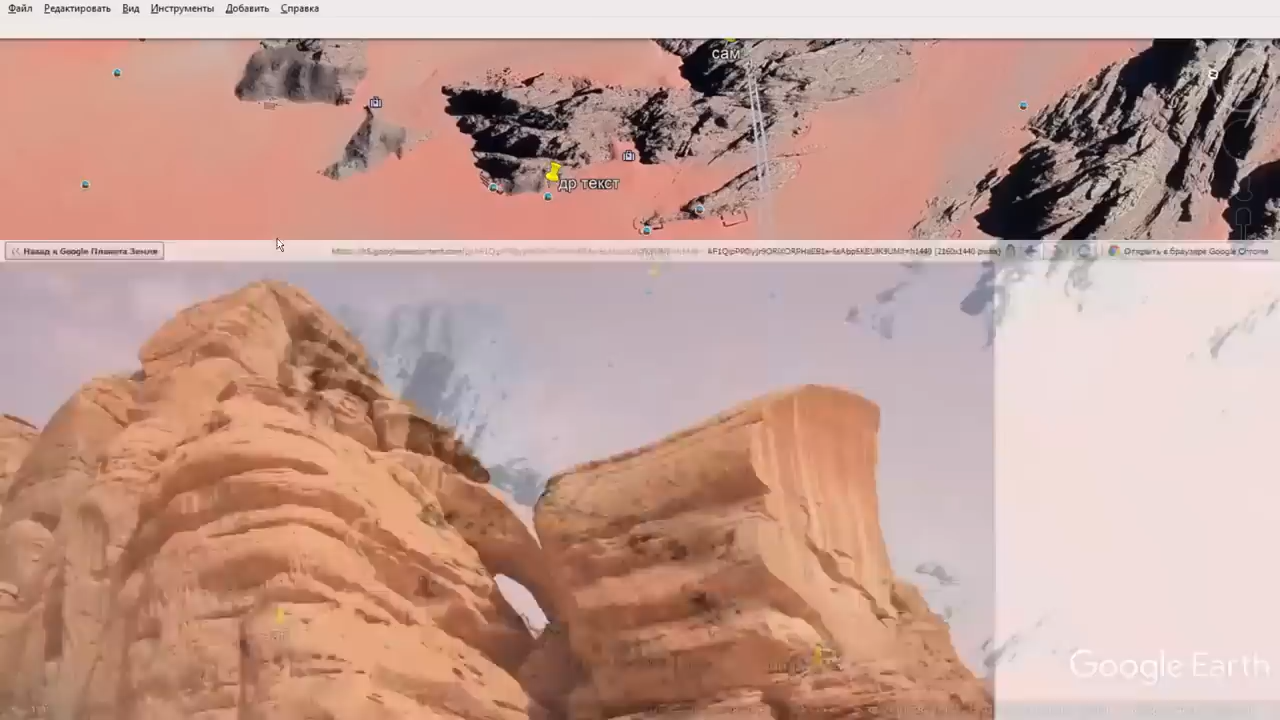 Файл Редактировать Вид Инструменты Добавить Справка
сам
др текст
Назад к Google Планета Земля
Открыть в браузере Google Chrome
Google Earth